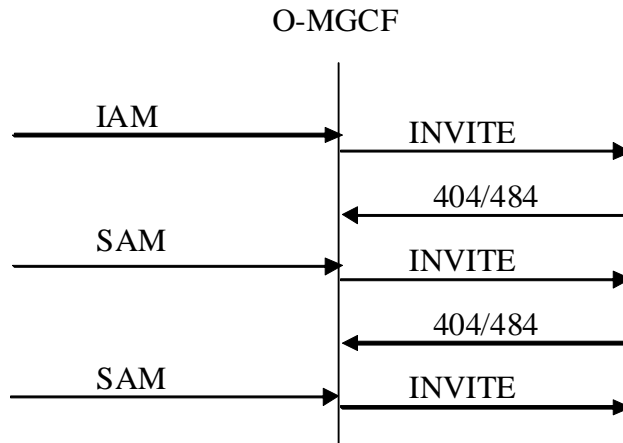 O-MGCF
IAM
INVITE
404/484
SAM
INVITE
404/484
SAM
INVITE